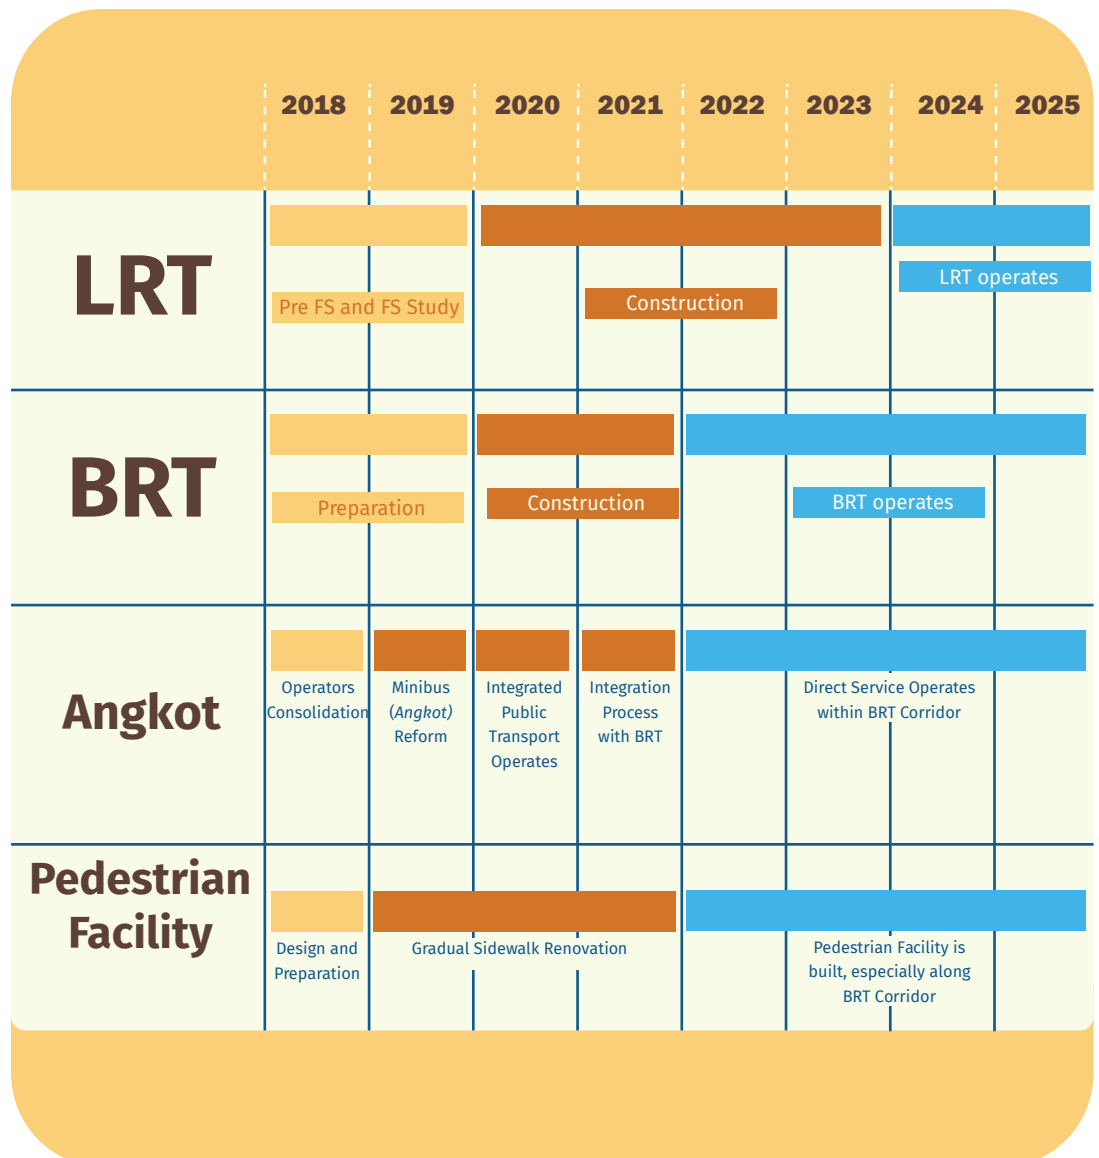 2018 2019 2020 2021 2022 2023 2024 2025
LRT
Pre FS and FS Study
Construction
LRT operates
BRT
Preparation
Construction
BRT operates
Angkot
Operators
Consolidation
Minibus
(Angkot)
Reform
Integrated
Public
Transport
Operates
Integration
Process
with BRT
Direct Service Operates
within BRT Corridor
Pedestrian
Facility
Design and
Preparation
Gradual Sidewalk Renovation
Pedestrian Facility is
built, especially along
BRT Corridor